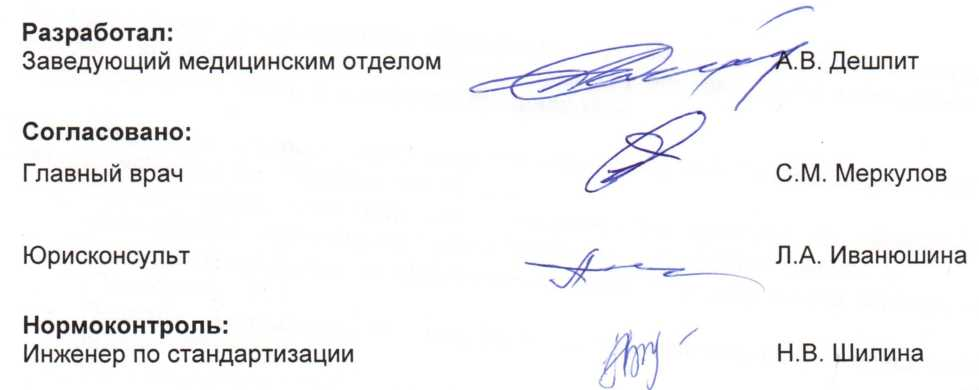 Разработал:
Заведующий медицинским отделом А.В. Дешпит
Согласовано:
Главный врач С.М. Меркулов
Юрисконсульт Л.А. Иванюшина
Нормоконтроль:
Инженер по стандартизации Н.В. Шилина